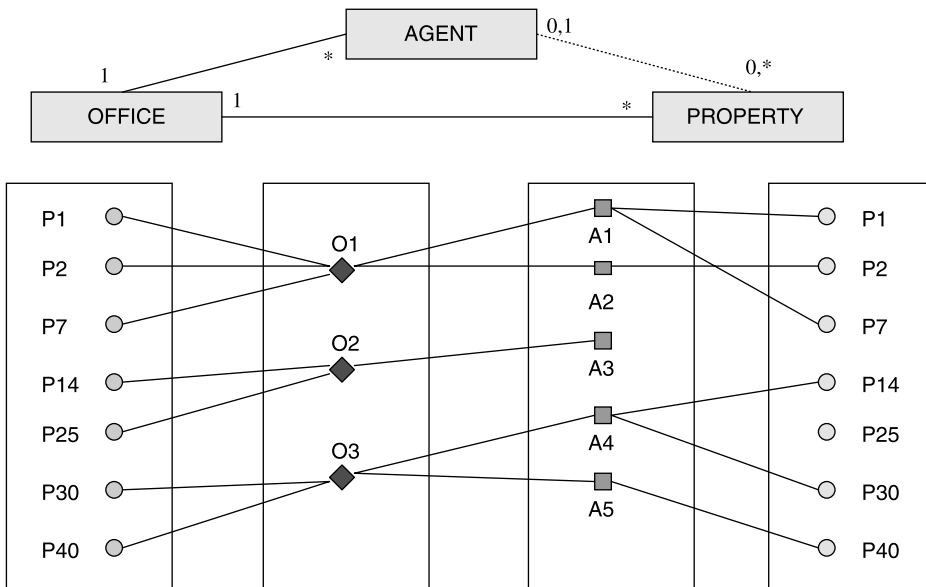 AGENT
0,1
*
1
0,*
OFFICE
1
*
PROPERTY
P1
O1
A1
P1
P2
A2
P2
P7
O2
A3
P7
P14
A4
P14
P25
O3
P25
P30
A5
P30
P40
P40